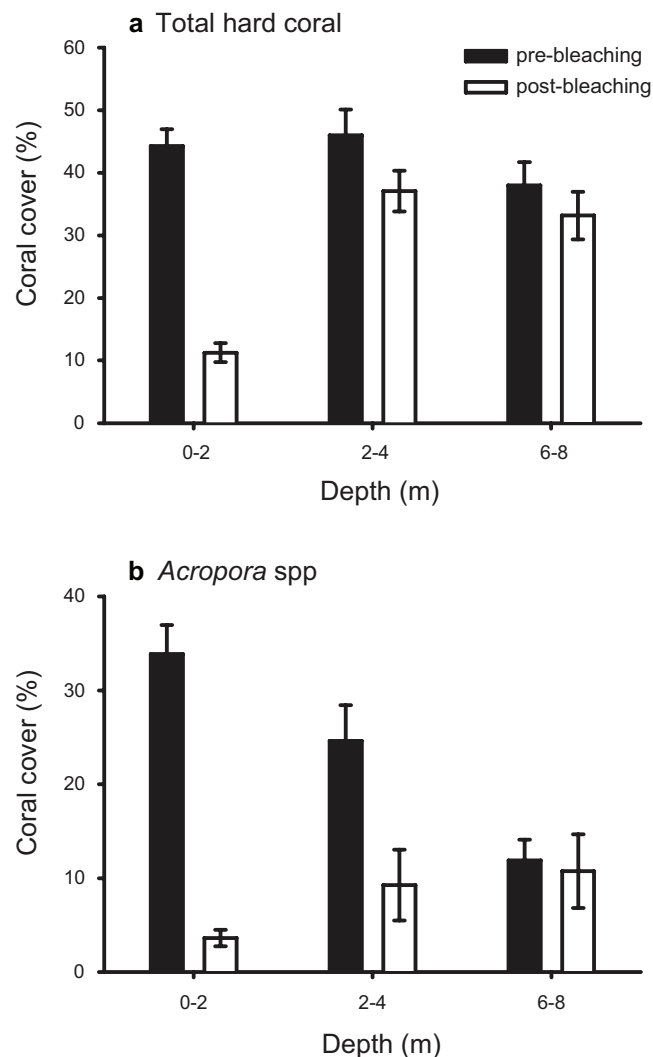 a Total hard coral
pre-bleaching
post-bleaching
Coral cover (%)
60
50
40
30
20
10
0
0-2 2-4 6-8
Depth (m)
b Acropora spp
Coral cover (%)
40
30
20
10
0
0-2 2-4 6-8
Depth (m)